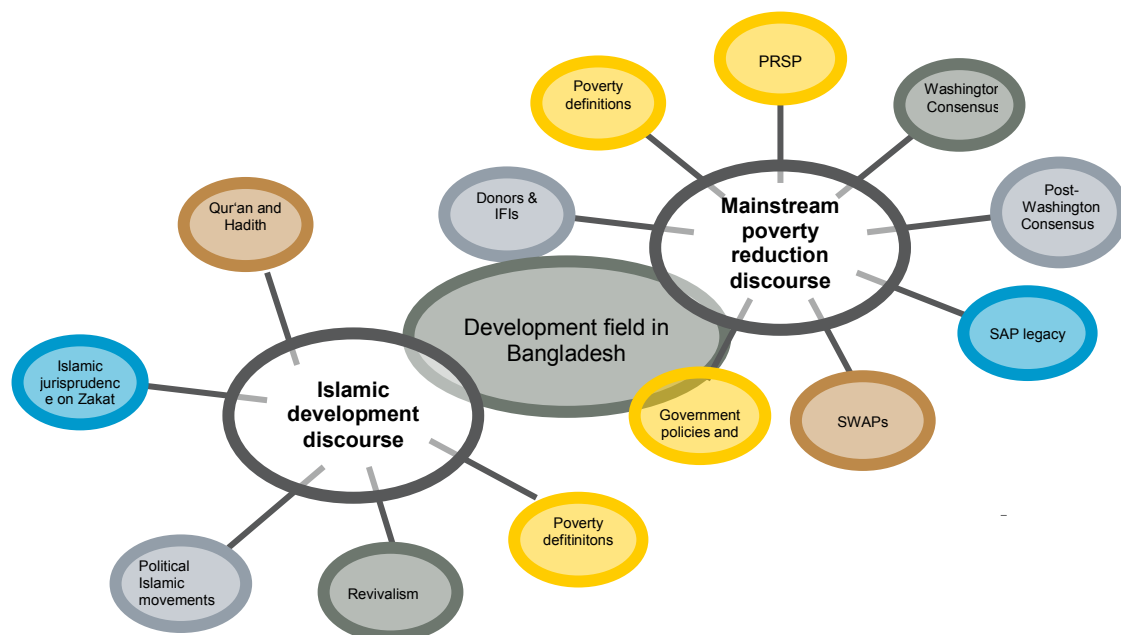 PRSP
Poverty
definitions
Washington
Consensus
Donors &
IFIs
Mainstream
poverty
reduction
discourse
Post-
Washington
Consensus
Qur‘an and
Hadith
Development field in
Bangladesh
SAP legacy
Islamic
jurisprudenc
e on Zakat
Islamic
development
discourse
Government
policies and
SWAPs
Poverty
defitinitons
Political
Islamic
movements
Revivalism